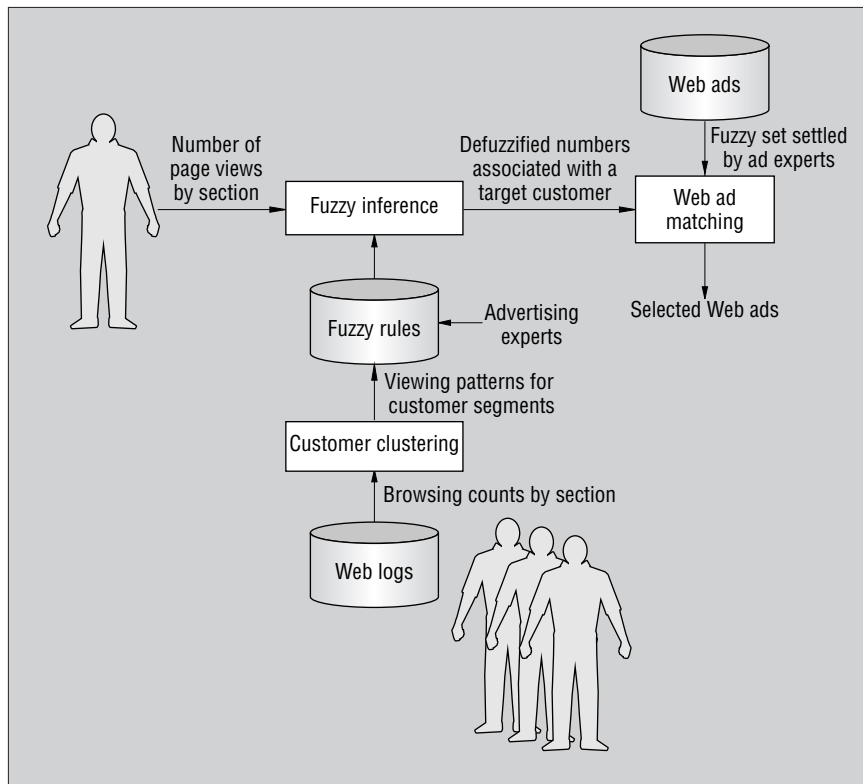 Web ads
Number of
page views
by section
Defuzzified numbers
associated with a
target customer
Fuzzy set settled
by ad experts
Fuzzy inference
Web ad
matching
Fuzzy rules
Advertising
experts
Selected Web ads
Viewing patterns for
customer segments
Customer clustering
Browsing counts by section
Web logs